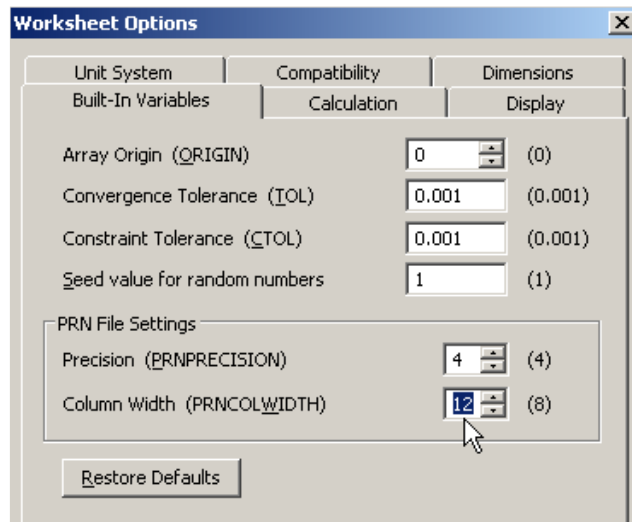 Worksheet Options
Unit System Compatibility Dimensions
Built-In Variables Calculation Display
Array Origin (ORIGIN) 0 (0)
Convergence Tolerance (TOL) 0.001 (0.001)
Constraint Tolerance (CTOL) 0.001 (0.001)
Seed value for random numbers 1 (1)
PRN File Settings
Precision (PRNPRECISION) 4 (4)
Column Width (PRNCOLWIDTH) 12 (8)
Restore Defaults